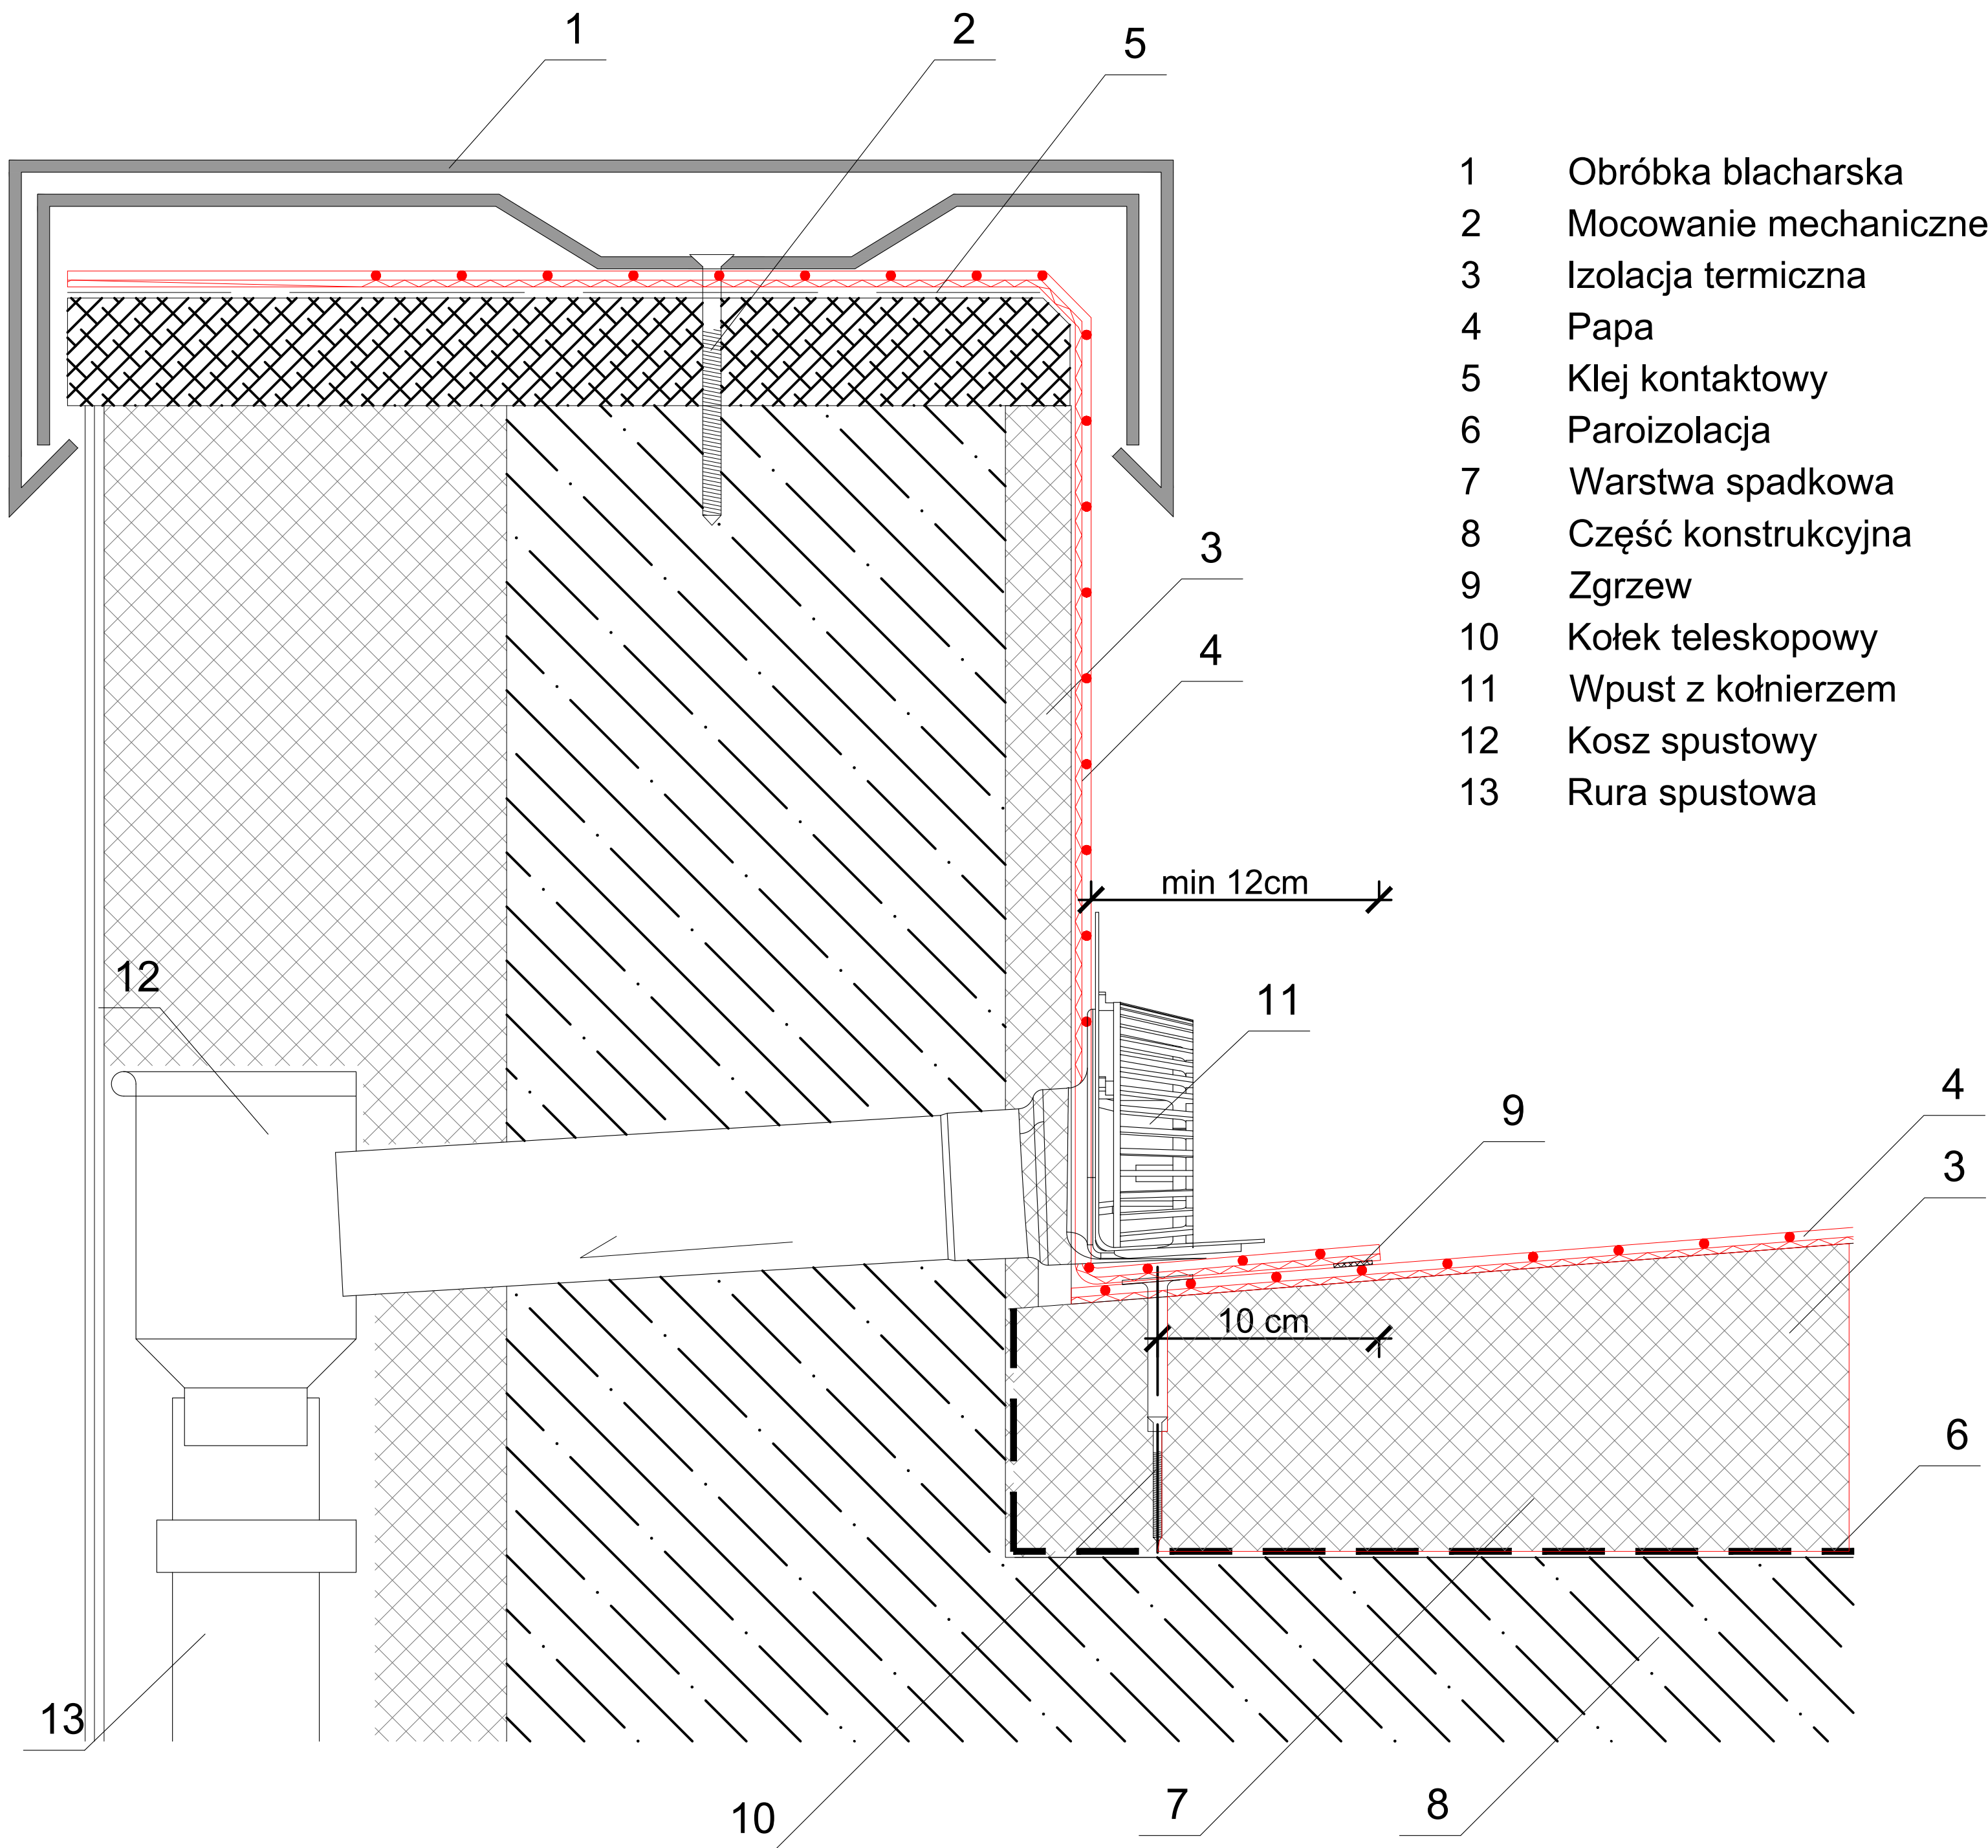 1
2
5
1 Obróbka blacharska
2 Mocowanie mechaniczne
3 Izolacja termiczna
4 Papa
5 Klej kontaktowy
6 Paroizolacja
7 Warstwa spadkowa
8 Część konstrukcyjna
9 Zgrzew
10 Kołek teleskopowy
11 Wpust z kołnierzem
12 Kosz spustowy
13 Rura spustowa
3
4
min 12cm
12
11
9
4
3
10 cm
6
13
10
7
8